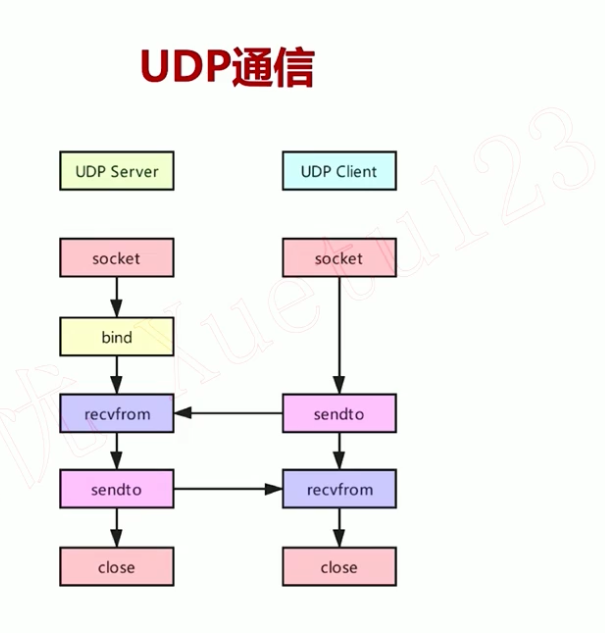 UDP通信
UDP Server
UDP Client
socket
socket
bind
recvfrom
sendto
sendto
recvfrom
close
close
Xuetu123